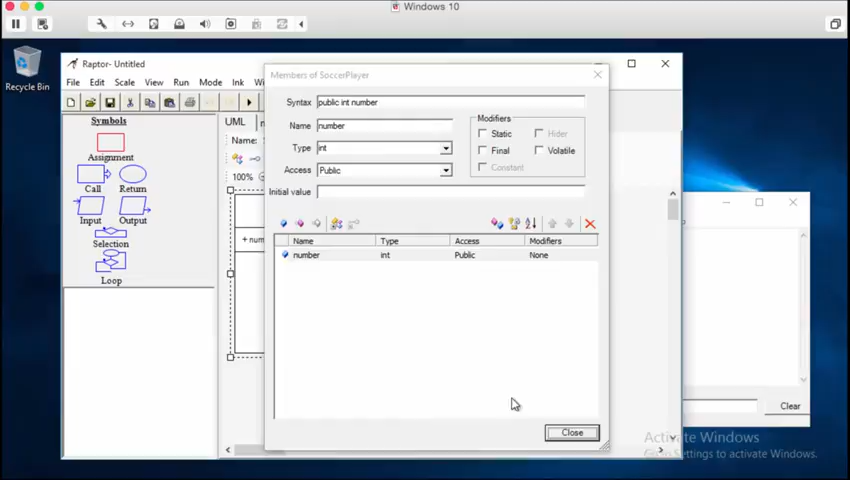 Windows 10
Recycle Bin
Raptor- Untitled
File Edit Scale View Run Mode Ink
Symbols
Assignment
Call Return
Input Output
Selection
Loop
UML
Name:
100%
+ num
Members of SoccerPlayer
Syntax public int number
Name number
Type int
Access Public
Initial value
Modifiers
Static Hider
Final Volatile
Constant
Name Type Access Modifiers
number int Public None
Close
Clear
Activate Windows
Settings to activate Windows.